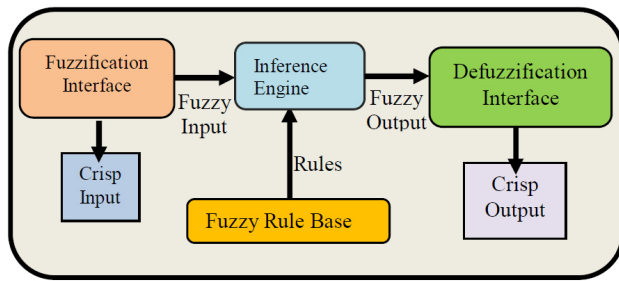 Fuzzification
Interface
Fuzzy
Input
Inference
Engine
Fuzzy
Output
Defuzzification
Interface
Crisp
Input
Rules
Fuzzy Rule Base
Crisp
Output